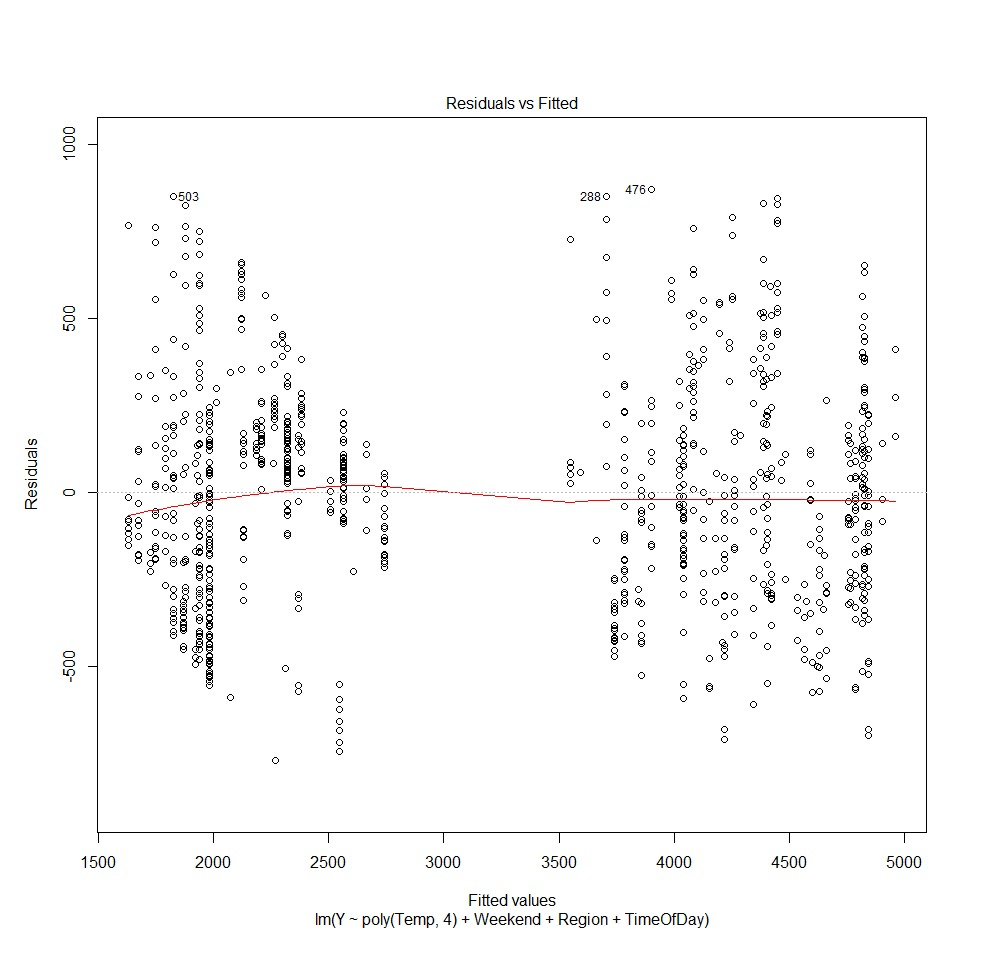 Residuals vs Fitted
1000
500
0
-500
Residuals
503
288
476
1500 2000 2500 3000 3500 4000 4500 5000
Fitted values
lm(Y ~ poly(Temp, 4) + Weekend + Region + TimeOfDay)